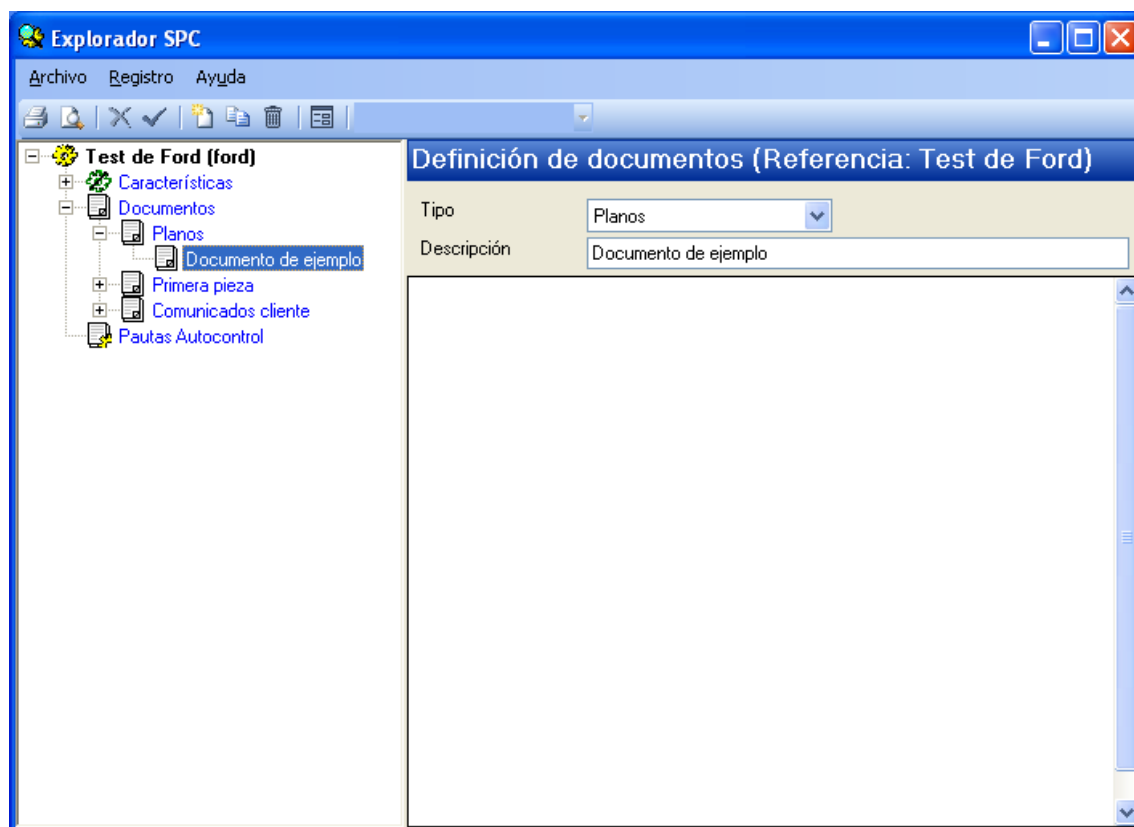 Explorador SPC
Archivo Registro Ayuda
Test de Ford (ford)
Características
Documentos
Planos
Documento de ejemplo
Primera pieza
Comunicados cliente
Pautas Autocontrol
Definición de documentos (Referencia: Test de Ford)
Tipo Planos
Descripción Documento de ejemplo